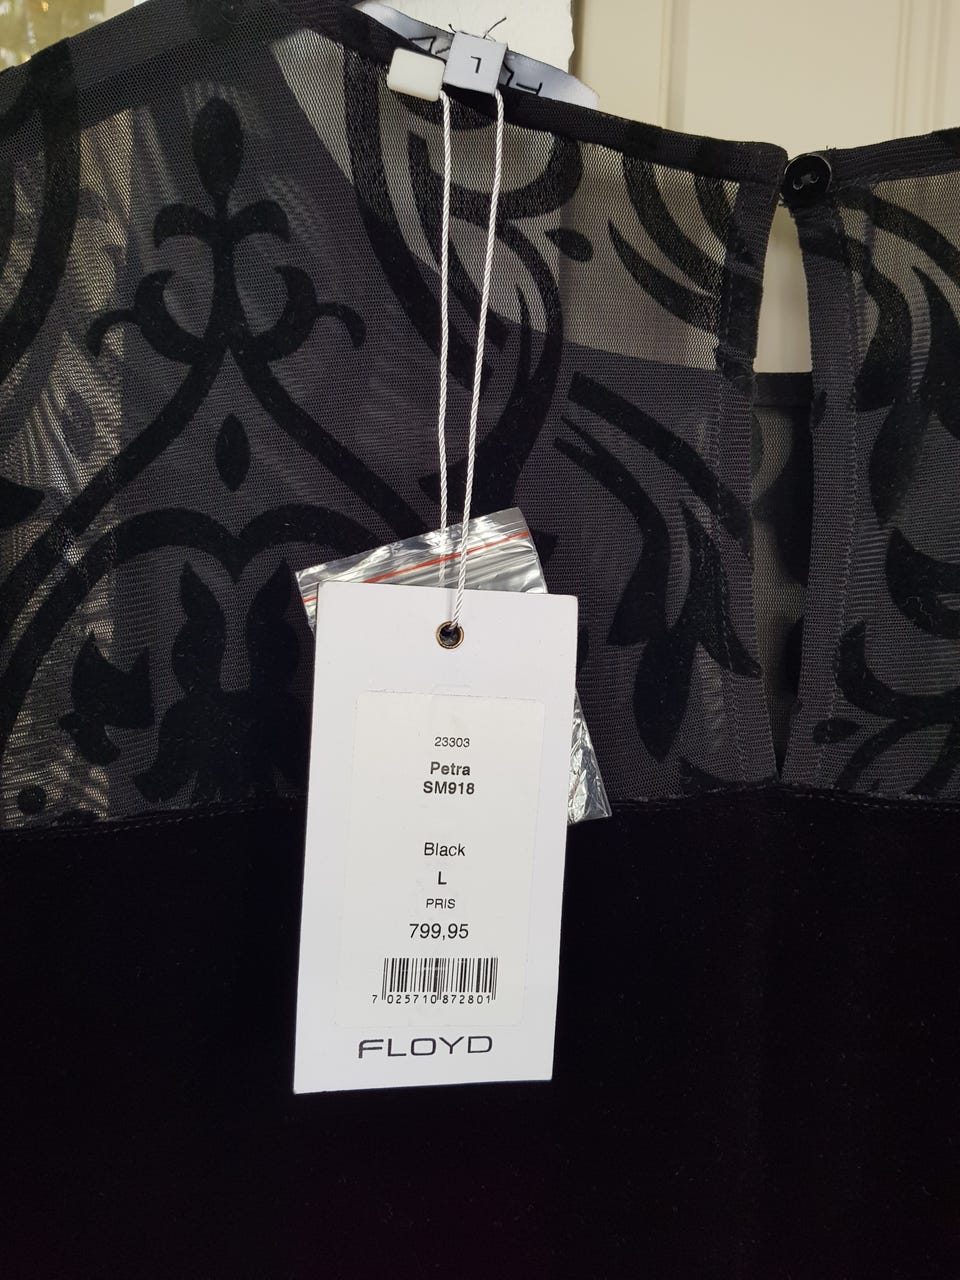 L
23303
Petra
SM918
Black
L
PRIS
799,95
7 025710 872801
FLOYD